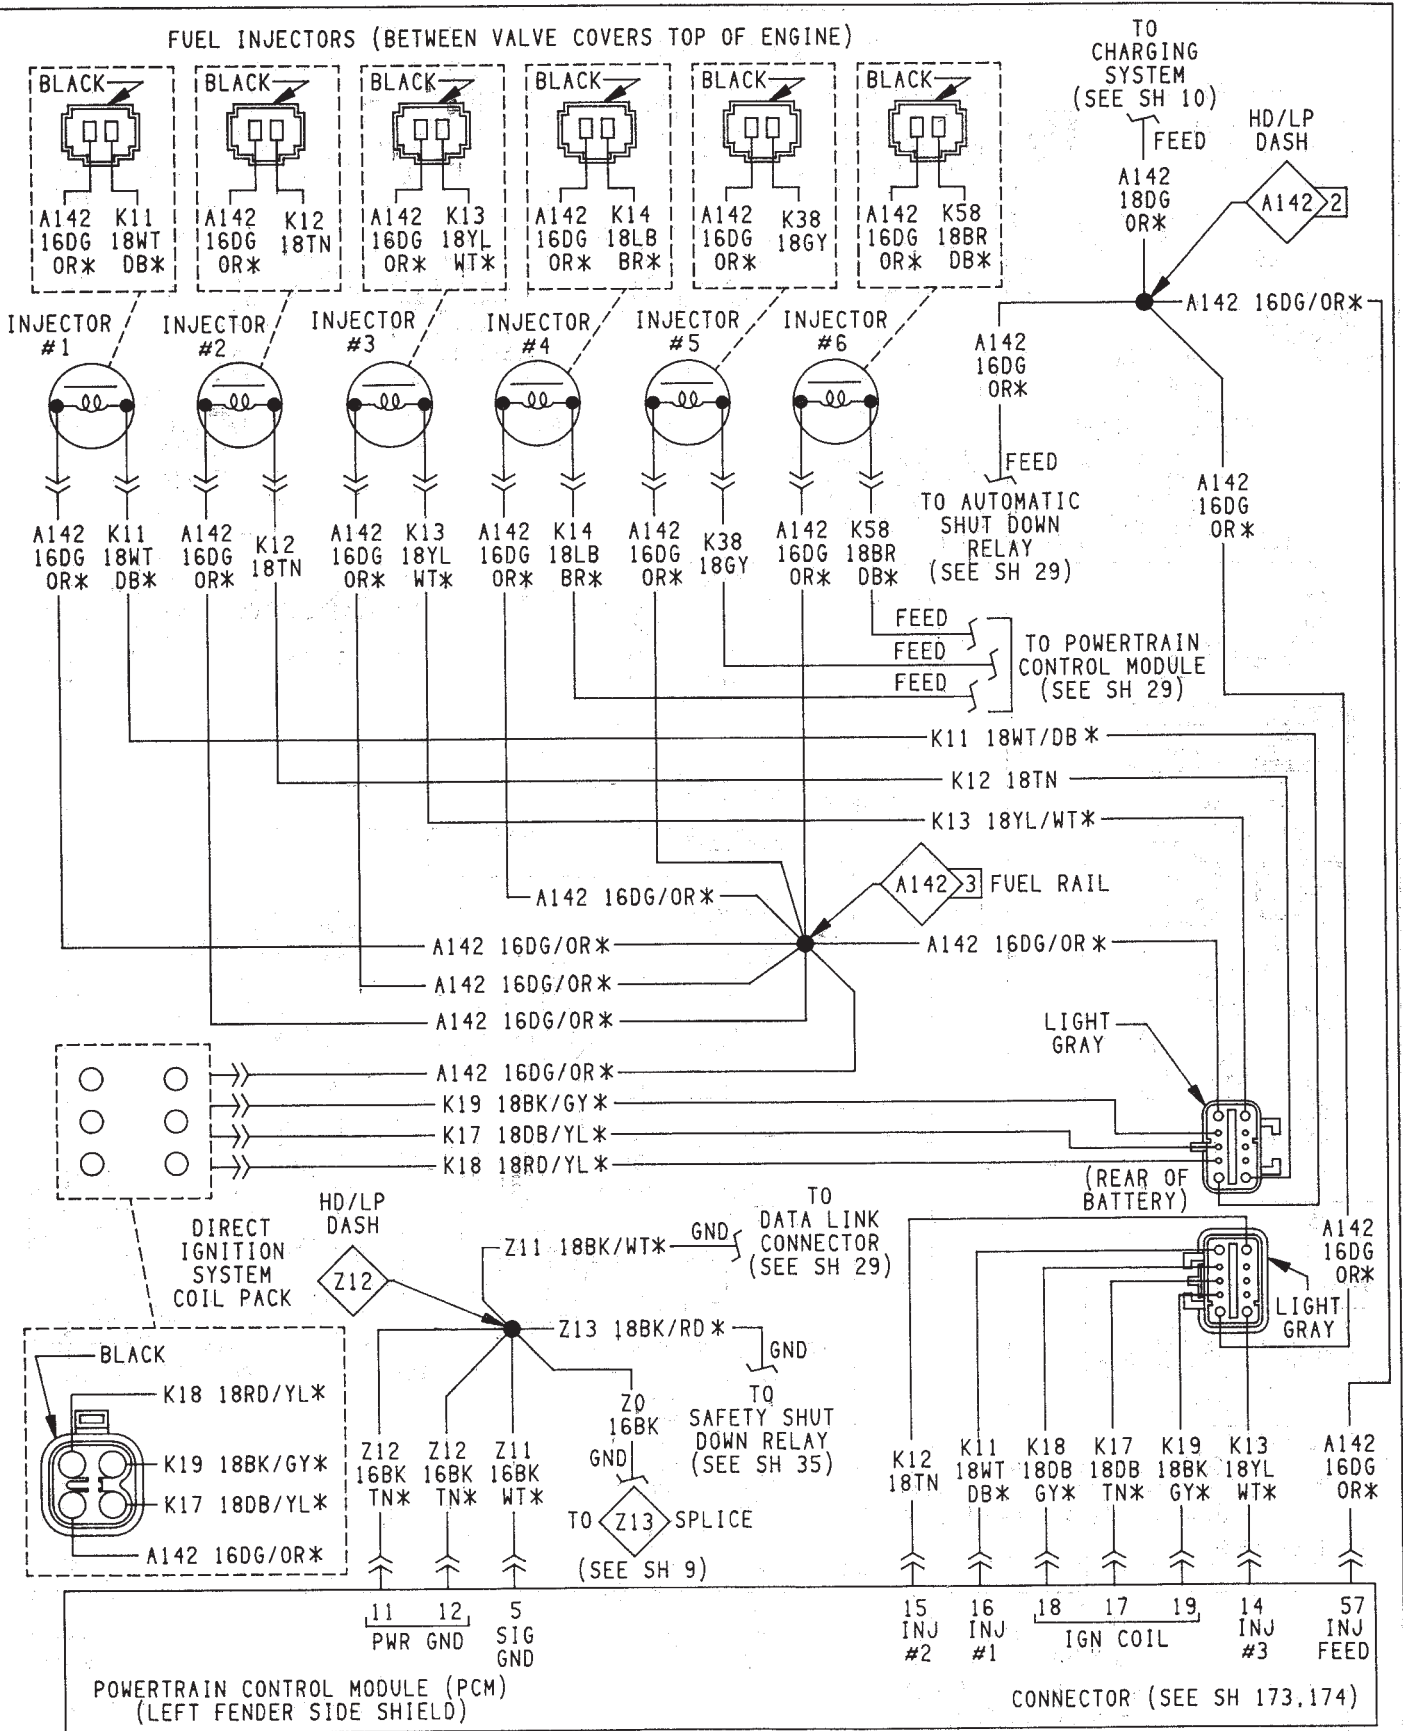 FUEL INJECTORS (BETWEEN VALVE COVERS TOP OF ENGINE)
BLACK
A142 16DG OR*
K11 18WT DB*
BLACK
A142 16DG OR*
K12 18TN
BLACK
A142 16DG OR*
K13 18YL WT*
BLACK
A142 16DG OR*
K14 18LB BR*
BLACK
A142 16DG OR*
K38 18GY
BLACK
A142 16DG OR*
K58 18BR DB*
TO
CHARGING
SYSTEM
(SEE SH 10)
FEED
A142
18DG
OR*
HD/LP
DASH
A142 2
A142 16DG/OR*
INJECTOR #1
INJECTOR #2
INJECTOR #3
INJECTOR #4
INJECTOR #5
INJECTOR #6
A142
16DG
OR*
FEED
TO AUTOMATIC
SHUT DOWN
RELAY
(SEE SH 29)
A142
16DG
OR*
A142 16DG OR*
K11 18WT DB*
A142 16DG OR*
K12 18TN
A142 16DG OR*
K13 18YL WT*
A142 16DG OR*
K14 18LB BR*
A142 16DG OR*
K38 18GY
A142 16DG OR*
K58 18BR DB*
FEED
FEED
FEED
TO POWERTRAIN
CONTROL MODULE
(SEE SH 29)
K11 18WT/DB*
K12 18TN
K13 18YL/WT*
A142 3 FUEL RAIL
A142 16DG/OR*
A142 16DG/OR*
A142 16DG/OR*
A142 16DG/OR*
A142 16DG/OR*
LIGHT
GRAY
A142 16DG/OR*
K19 18BK/GY*
K17 18DB/YL*
K18 18RD/YL*
(REAR OF
BATTERY)
DIRECT
IGNITION
SYSTEM
COIL PACK
HD/LP
DASH
Z12
Z11 18BK/WT*
GND
TO
DATA LINK
CONNECTOR
(SEE SH 29)
A142
16DG
OR*
LIGHT
GRAY
Z13 18BK/RD*
GND
TO
SAFETY SHUT
DOWN RELAY
(SEE SH 35)
BLACK
K18 18RD/YL*
K19 18BK/GY*
K17 18DB/YL*
A142 16DG/OR*
Z12 16BK TN*
Z12 16BK TN*
Z11 16BK WT*
Z0
16BK
GND
TO Z13 SPLICE
(SEE SH 9)
K12 18TN
K11 18WT DB*
K18 18DB GY*
K17 18DB TN*
K19 18BK GY*
K13 18YL WT*
A142 16DG OR*
11 12
PWR GND
5
SIG
GND
15
INJ
#2
16
INJ
#1
18 17 19
IGN COIL
14
INJ
#3
57
INJ
FEED
POWERTRAIN CONTROL MODULE (PCM)
(LEFT FENDER SIDE SHIELD)
CONNECTOR (SEE SH 173,174)